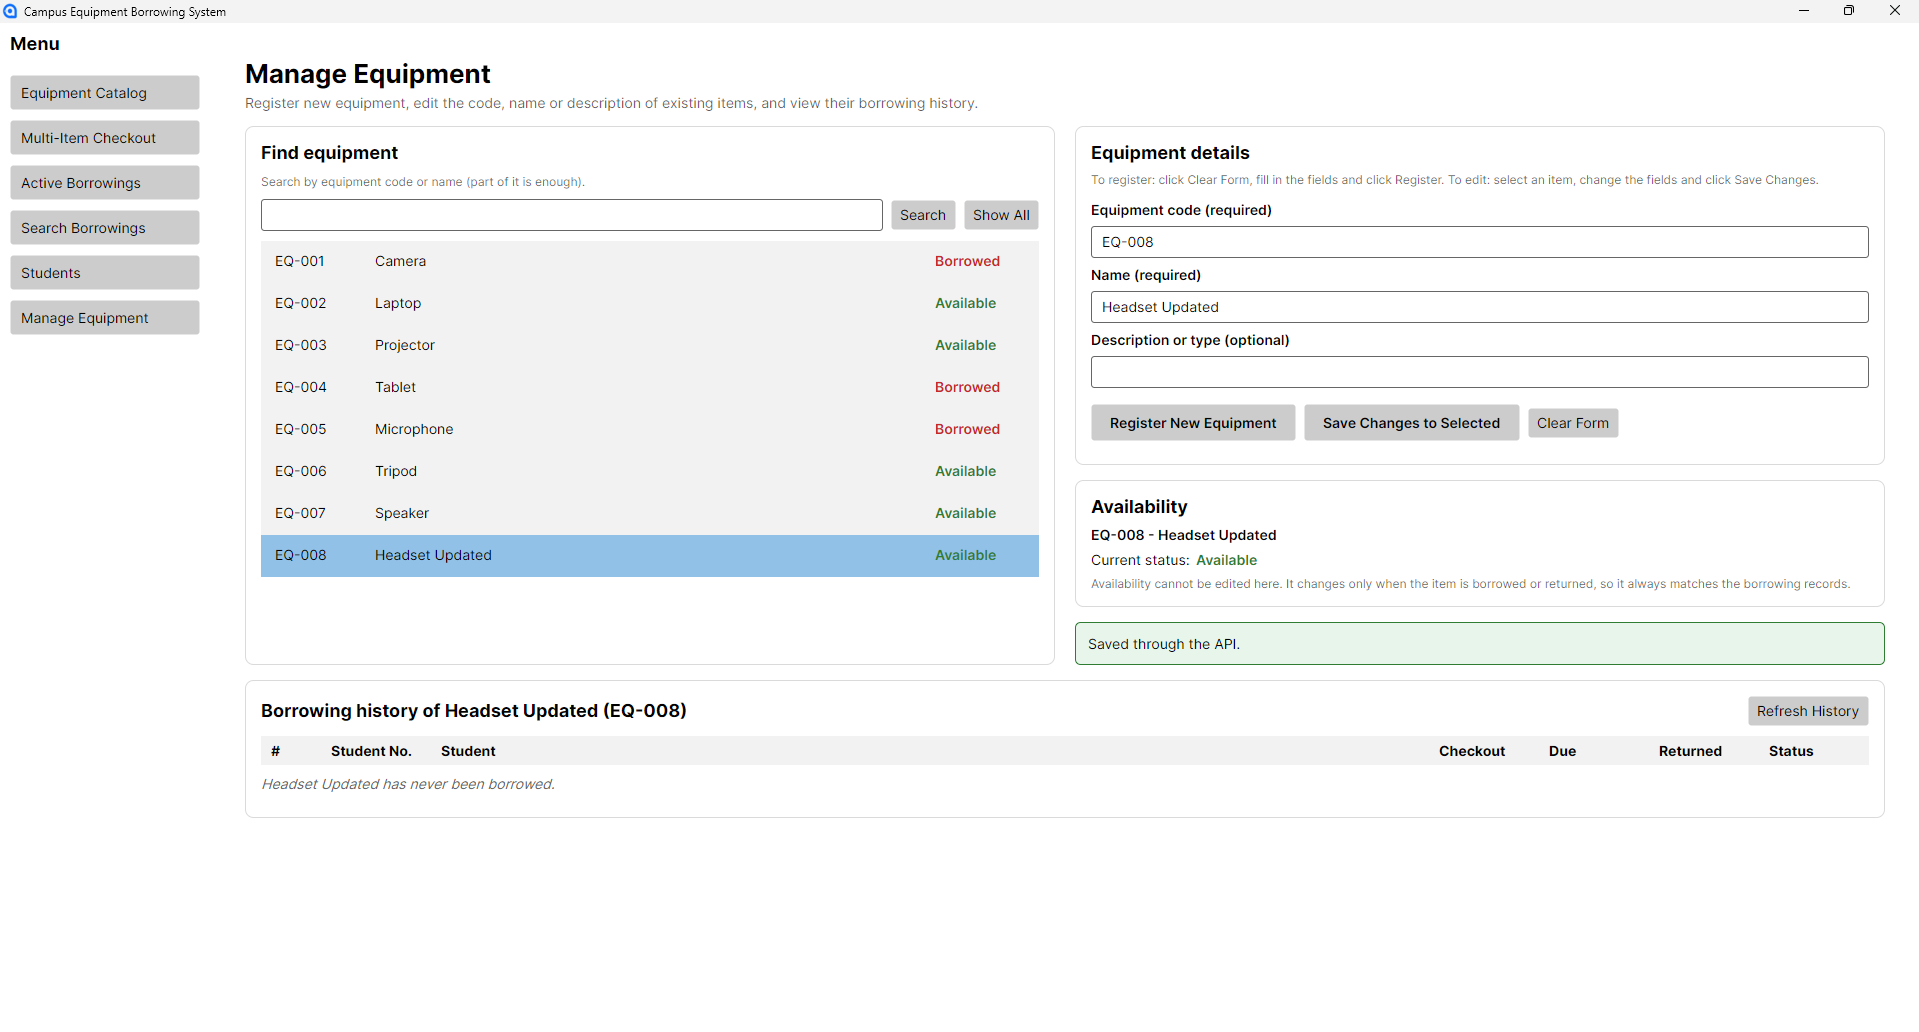 Campus Equipment Borrowing System
Menu
Equipment Catalog
Multi-Item Checkout
Active Borrowings
Search Borrowings
Students
Manage Equipment
Manage Equipment
Register new equipment, edit the code, name or description of existing items, and view their borrowing history.
Find equipment
Search by equipment code or name (part of it is enough).
Search Show All
EQ-001 Camera Borrowed
EQ-002 Laptop Available
EQ-003 Projector Available
EQ-004 Tablet Borrowed
EQ-005 Microphone Borrowed
EQ-006 Tripod Available
EQ-007 Speaker Available
EQ-008 Headset Updated Available
Equipment details
To register: click Clear Form, fill in the fields and click Register. To edit: select an item, change the fields and click Save Changes.
Equipment code (required)
EQ-008
Name (required)
Headset Updated
Description or type (optional)
Register New Equipment Save Changes to Selected Clear Form
Availability
EQ-008 - Headset Updated
Current status: Available
Availability cannot be edited here. It changes only when the item is borrowed or returned, so it always matches the borrowing records.
Saved through the API.
Borrowing history of Headset Updated (EQ-008)
Refresh History
# Student No. Student Checkout Due Returned Status
Headset Updated has never been borrowed.